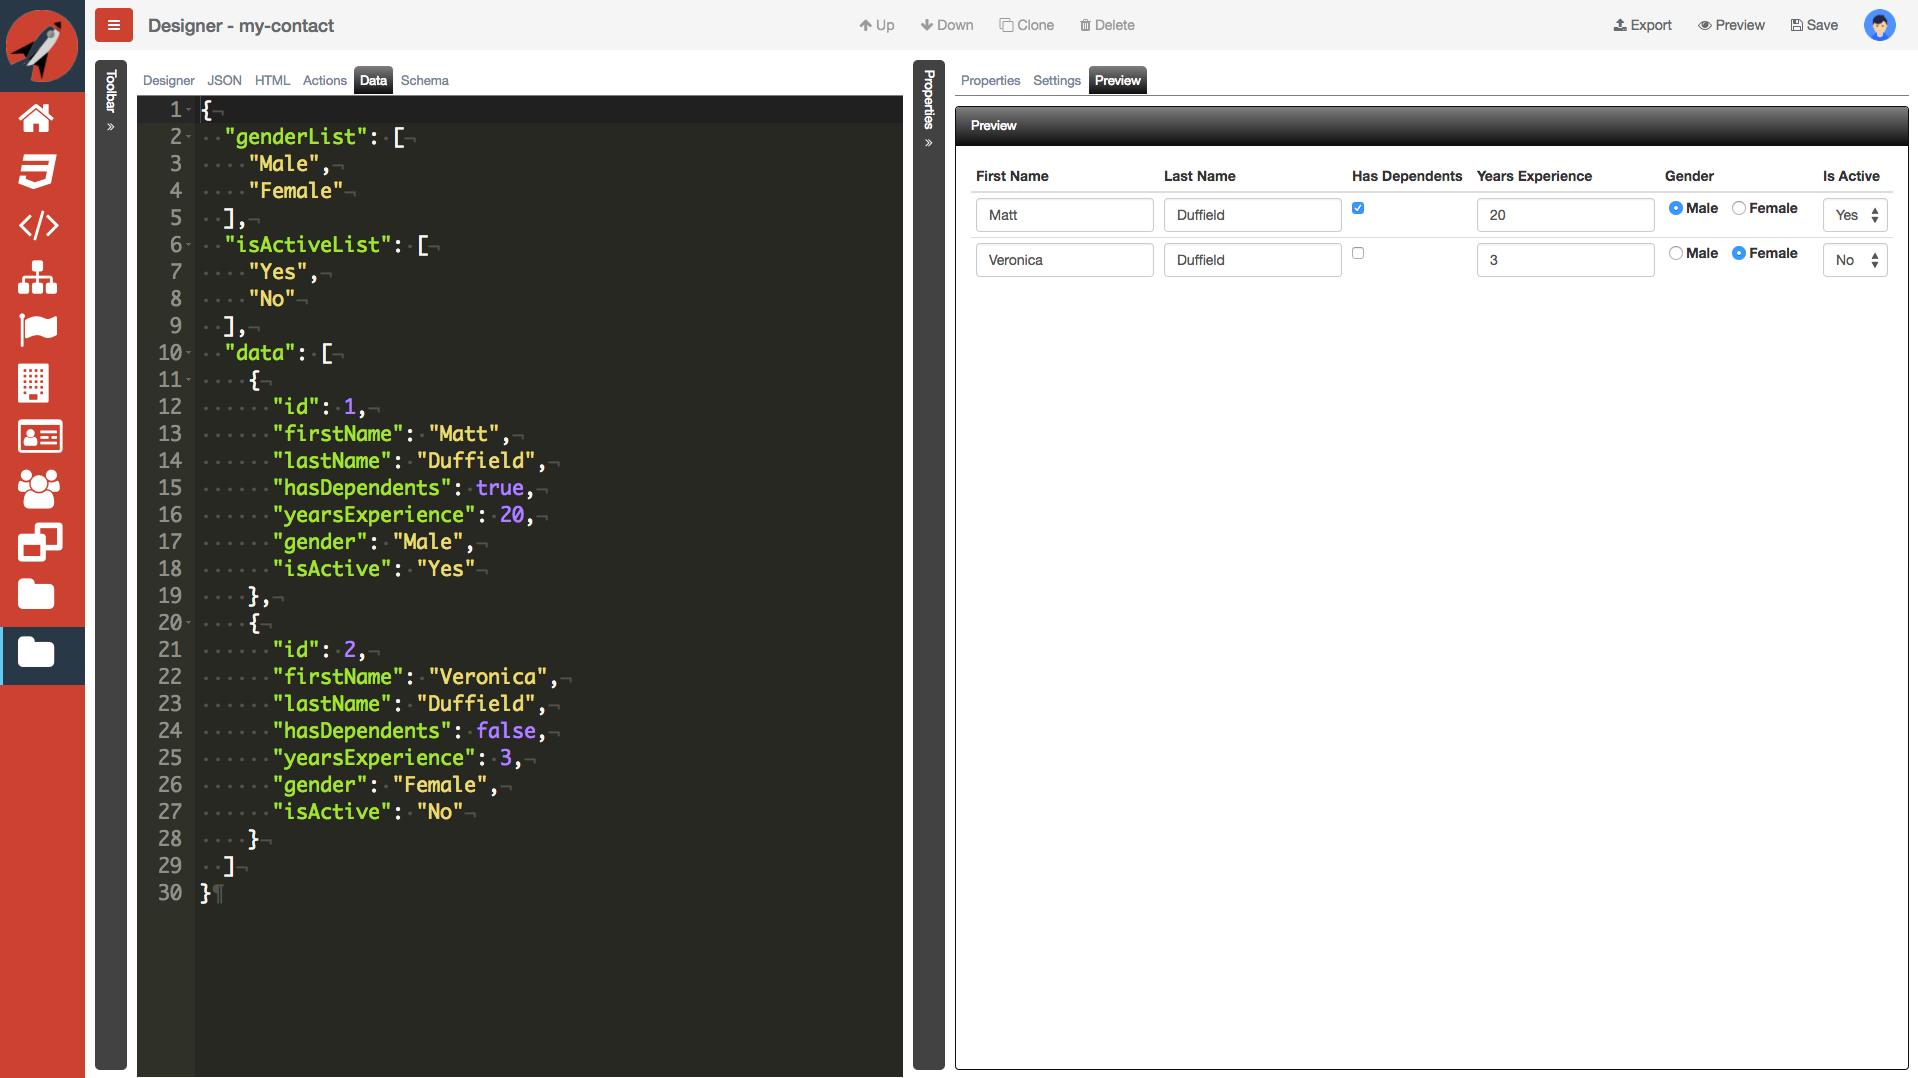 Designer - my-contact
Up Down Clone Delete
Export Preview Save
Toolbar »
Designer JSON HTML Actions Data Schema
1 {¬
2 "genderList": [¬
3 "Male",¬
4 "Female"¬
5 ],¬
6 "isActiveList": [¬
7 "Yes",¬
8 "No"¬
9 ],¬
10 "data": [¬
11 {¬
12 "id": 1,¬
13 "firstName": "Matt",¬
14 "lastName": "Duffield",¬
15 "hasDependents": true,¬
16 "yearsExperience": 20,¬
17 "gender": "Male",¬
18 "isActive": "Yes"¬
19 },¬
20 {¬
21 "id": 2,¬
22 "firstName": "Veronica",¬
23 "lastName": "Duffield",¬
24 "hasDependents": false,¬
25 "yearsExperience": 3,¬
26 "gender": "Female",¬
27 "isActive": "No"¬
28 }¬
29 ]¬
30 }¶
Properties »
Properties Settings Preview
Preview
First Name Last Name Has Dependents Years Experience Gender Is Active
Matt Duffield 20 Male Female Yes
Veronica Duffield 3 Male Female No